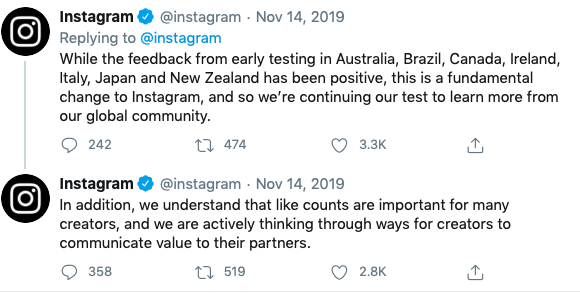 Instagram @instagram · Nov 14, 2019
Replying to @instagram
While the feedback from early testing in Australia, Brazil, Canada, Ireland,
Italy, Japan and New Zealand has been positive, this is a fundamental
change to Instagram, and so we’re continuing our test to learn more from
our global community.
242 474 3.3K
Instagram @instagram · Nov 14, 2019
In addition, we understand that like counts are important for many
creators, and we are actively thinking through ways for creators to
communicate value to their partners.
358 519 2.8K